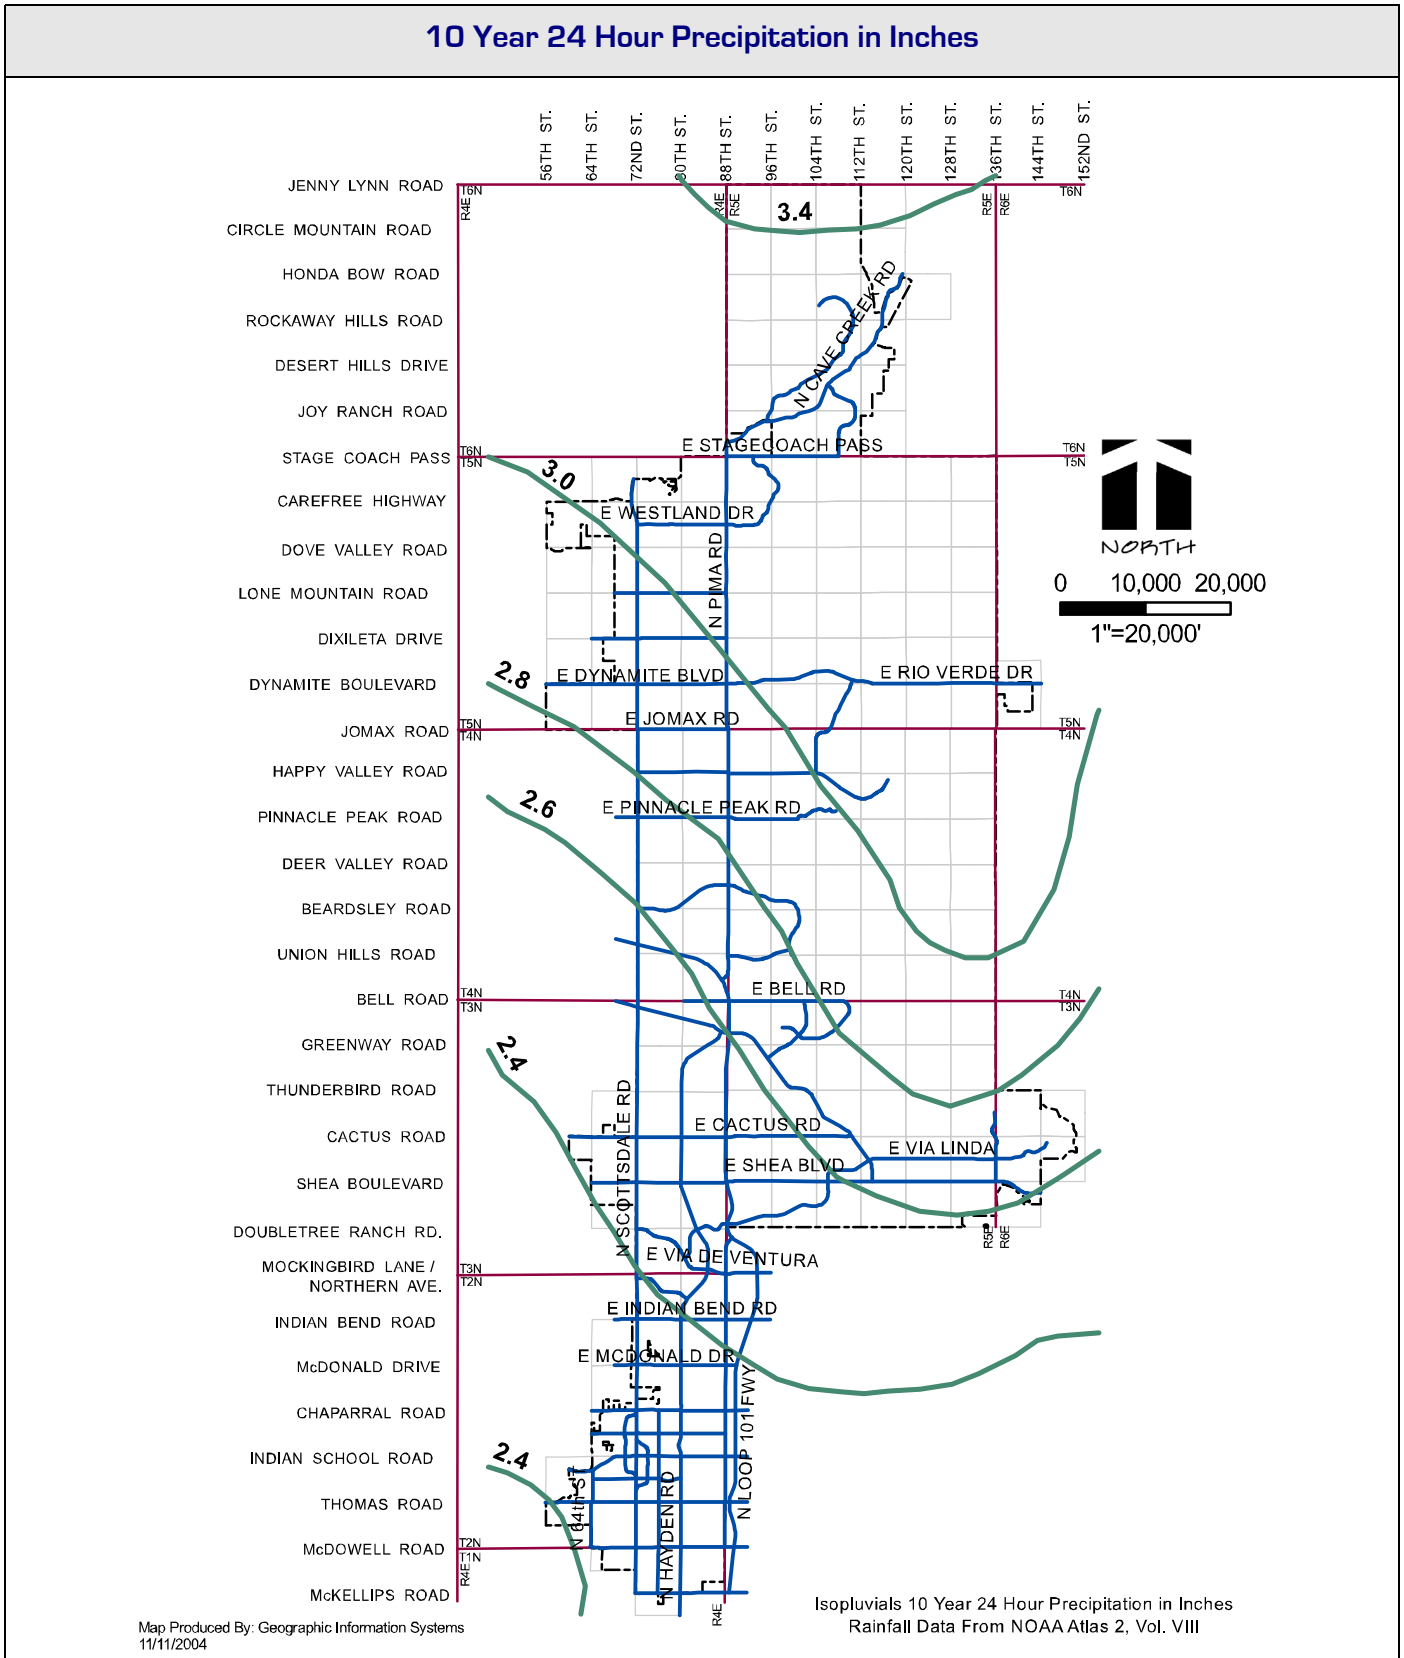 10 Year 24 Hour Precipitation in Inches
56TH ST.
64TH ST.
72ND ST.
80TH ST.
88TH ST.
96TH ST.
104TH ST.
112TH ST.
120TH ST.
128TH ST.
136TH ST.
144TH ST.
152ND ST.
JENNY LYNN ROAD
T6N
R4E
R4E
R5E
R5E
R6E
T6N
3.4
CIRCLE MOUNTAIN ROAD
HONDA BOW ROAD
ROCKAWAY HILLS ROAD
N CAVE CREEK RD
DESERT HILLS DRIVE
JOY RANCH ROAD
E STAGECOACH PASS
STAGE COACH PASS
T6N
T5N
T6N
T5N
3.0
NORTH
CAREFREE HIGHWAY
E WESTLAND DR
DOVE VALLEY ROAD
N PIMA RD
0 10,000 20,000
1"=20,000'
LONE MOUNTAIN ROAD
DIXILETA DRIVE
2.8
DYNAMITE BOULEVARD
E DYNAMITE BLVD
E RIO VERDE DR
E JOMAX RD
JOMAX ROAD
T5N
T4N
T5N
T4N
HAPPY VALLEY ROAD
2.6
E PINNACLE PEAK RD
PINNACLE PEAK ROAD
DEER VALLEY ROAD
BEARDSLEY ROAD
UNION HILLS ROAD
E BELL RD
BELL ROAD
T4N
T3N
T4N
T3N
GREENWAY ROAD
2.4
THUNDERBIRD ROAD
N SCOTTSDALE RD
E CACTUS RD
CACTUS ROAD
E VIA LINDA
E SHEA BLVD
SHEA BOULEVARD
DOUBLETREE RANCH RD.
R5E
R6E
E VIA DE VENTURA
MOCKINGBIRD LANE /
NORTHERN AVE.
T3N
T2N
E INDIAN BEND RD
INDIAN BEND ROAD
E MCDONALD DR
McDONALD DRIVE
N LOOP 101 FWY
CHAPARRAL ROAD
INDIAN SCHOOL ROAD
2.4
N 64th ST
N HAYDEN RD
THOMAS ROAD
McDOWELL ROAD
T2N
T1N
R4E
McKELLIPS ROAD
R4E
Isopluvials 10 Year 24 Hour Precipitation in Inches
Rainfall Data From NOAA Atlas 2, Vol. VIII
Map Produced By: Geographic Information Systems
11/11/2004